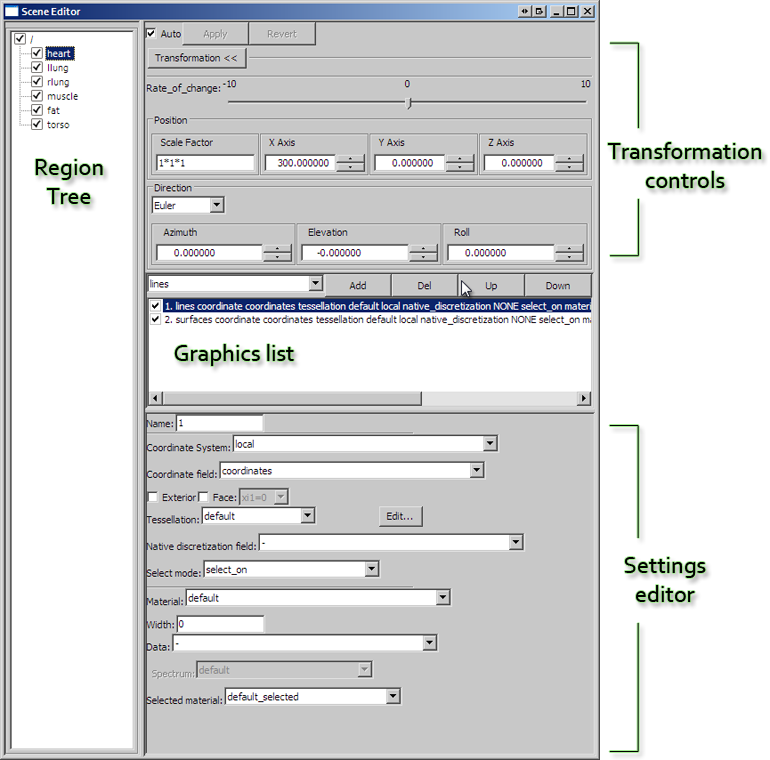 Scene Editor
/
heart
llung
rlung
muscle
fat
torso
Region
Tree
Auto Apply Revert
Transformation <<
Rate_of_change: -10 0 10
Position
Scale Factor X Axis Y Axis Z Axis
1*1*1 300.000000 0.000000 0.000000
Direction
Euler
Azimuth Elevation Roll
0.000000 -0.000000 0.000000
Transformation
controls
lines Add Del Up Down
1. lines coordinate coordinates tessellation default local native_discretization NONE select_on materi
2. surfaces coordinate coordinates tessellation default local native_discretization NONE select_on ma
Graphics list
Name: 1
Coordinate System: local
Coordinate field: coordinates
Exterior Face: xi1=0
Tessellation: default Edit...
Native discretization field: -
Select mode: select_on
Material: default
Width: 0
Data: -
Spectrum: default
Selected material: default_selected
Settings
editor